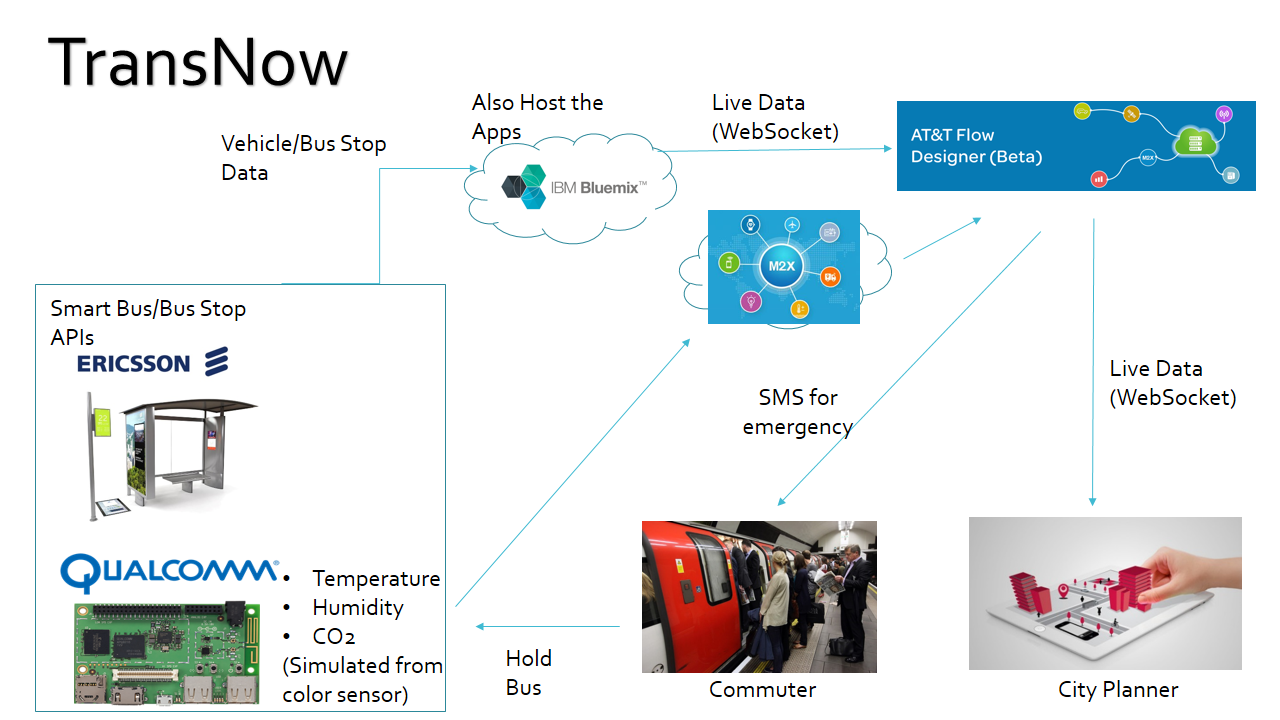 TransNow
Also Host the
Apps
Live Data
(WebSocket)
Vehicle/Bus Stop
Data
AT&T Flow
Designer (Beta)
M2X
IBM Bluemix™
M2X
Smart Bus/Bus Stop
APIs
ERICSSON
Live Data
(WebSocket)
SMS for
emergency
QUALCOMM®
• Temperature
• Humidity
• CO2
(Simulated from
color sensor)
Hold
Bus
Commuter
City Planner